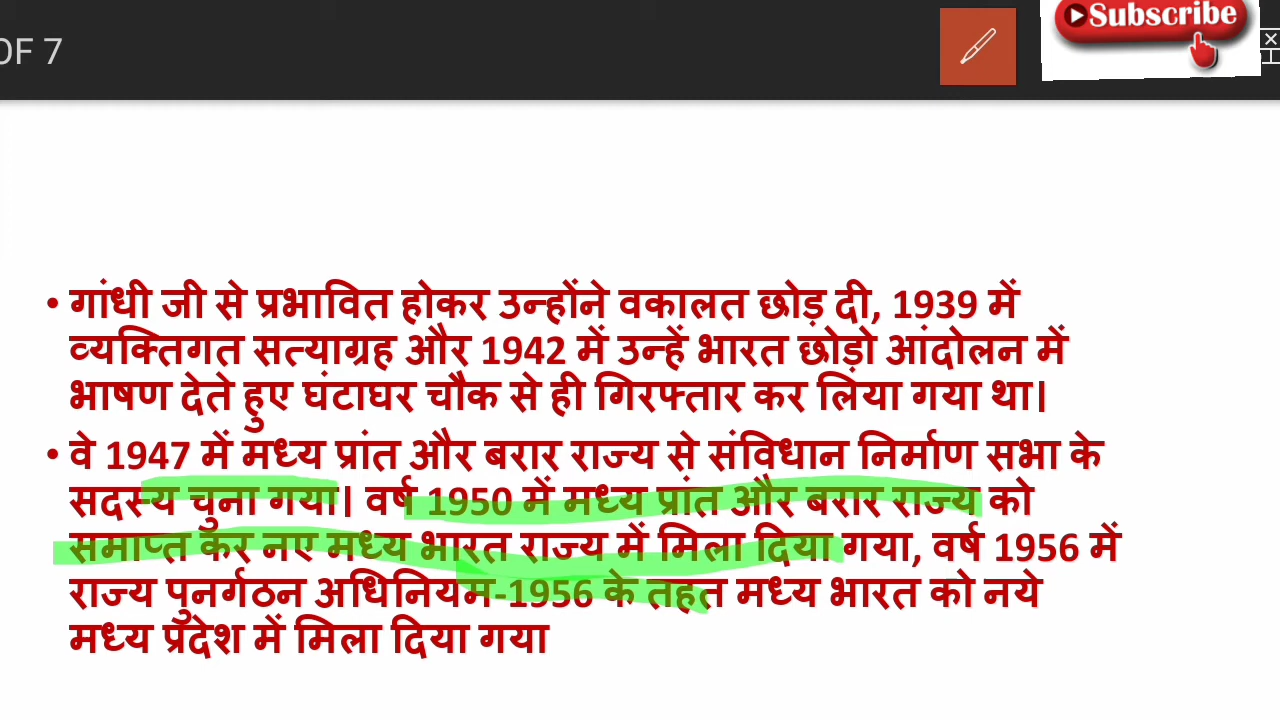 OF 7
Subscribe
• गांधी जी से प्रभावित होकर उन्होंने वकालत छोड़ दी, 1939 में
व्यक्तिगत सत्याग्रह और 1942 में उन्हें भारत छोड़ो आंदोलन में
भाषण देते हुए घंटाघर चौक से ही गिरफ्तार कर लिया गया था।
• वे 1947 में मध्य प्रांत और बरार राज्य से संविधान निर्माण सभा के
सदस्य चुना गया। वर्ष 1950 में मध्य प्रांत और बरार राज्य को
समाप्त कर नए मध्य भारत राज्य में मिला दिया गया, वर्ष 1956 में
राज्य पुनर्गठन अधिनियम-1956 के तहत मध्य भारत को नये
मध्य प्रदेश में मिला दिया गया